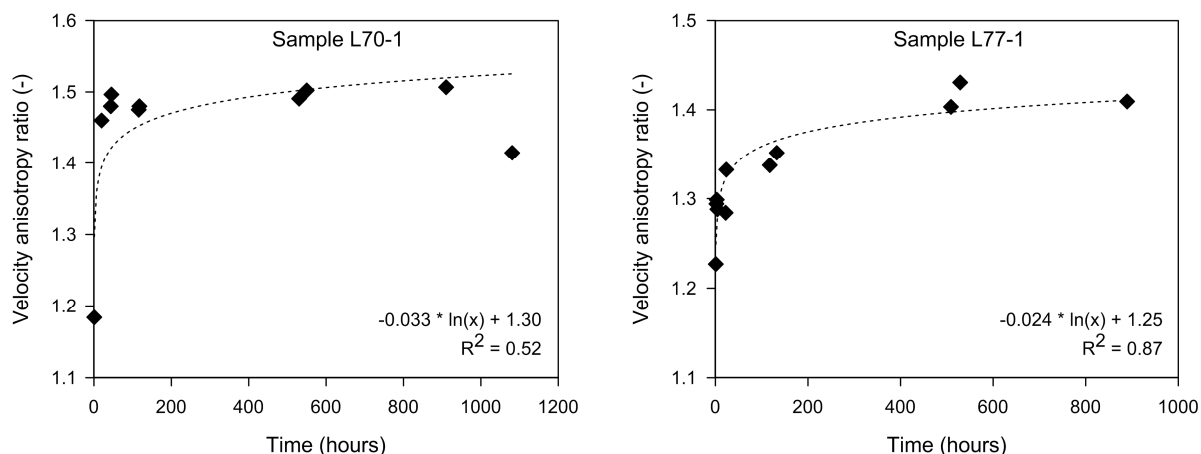 Sample L70-1
Velocity anisotropy ratio (-)
1.6
1.5
1.4
1.3
1.2
1.1
-0.033 * ln(x) + 1.30
R2 = 0.52
0 200 400 600 800 1000 1200
Time (hours)
Sample L77-1
Velocity anisotropy ratio (-)
1.5
1.4
1.3
1.2
1.1
-0.024 * ln(x) + 1.25
R2 = 0.87
0 200 400 600 800 1000
Time (hours)